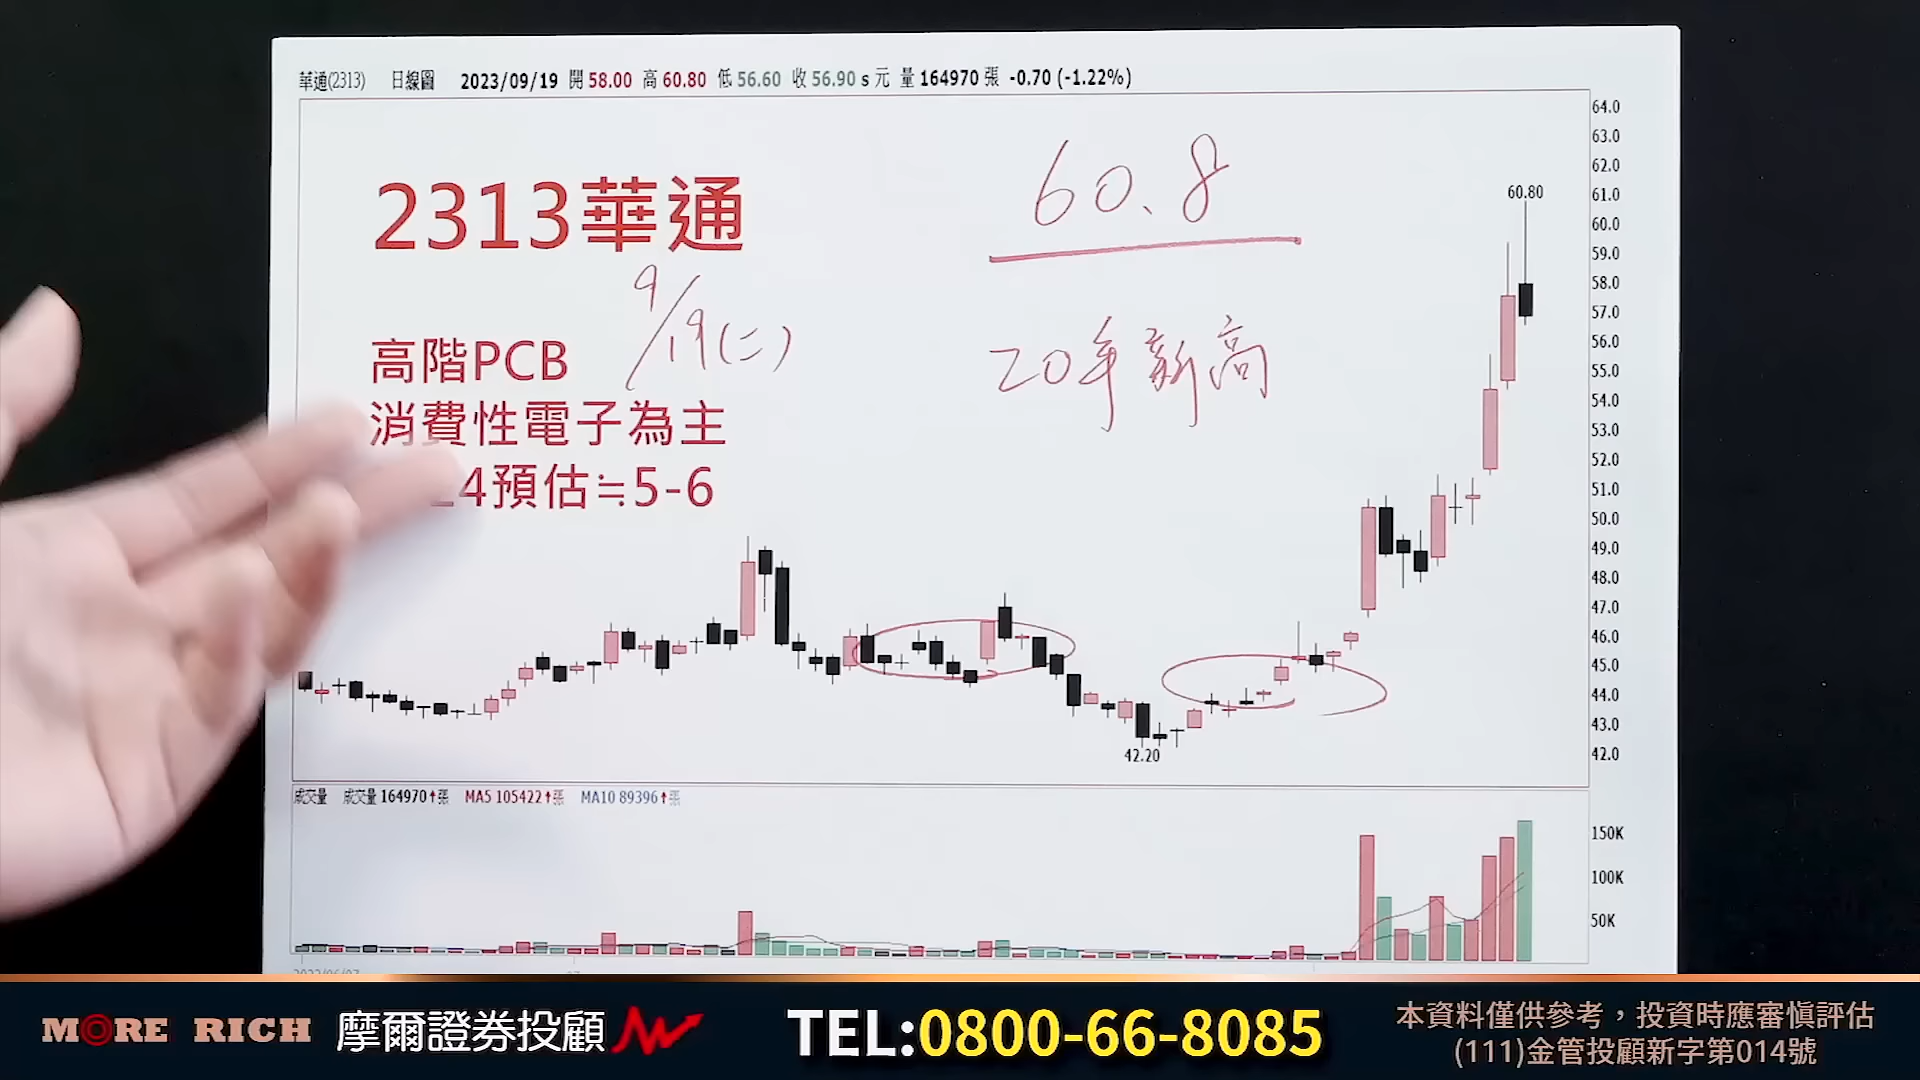 華通(2313) 日線圖 2023/09/19 開 58.00 高 60.80 低 56.60 收 56.90 s 元 量 164970 張 -0.70 (-1.22%)
64.0
63.0
62.0
61.0
60.0
59.0
58.0
57.0
56.0
55.0
54.0
53.0
52.0
51.0
50.0
49.0
48.0
47.0
46.0
45.0
44.0
43.0
42.0
60.80
2313華通
60.8
9/19(二)
20年新高
高階PCB
消費性電子為主
4預估≒5-6
42.20
成交量 成交量 164970↑張 MA5 105422↑張 MA10 89396↑張
150K
100K
50K
MORE RICH 摩爾證券投顧
TEL:0800-66-8085
本資料僅供參考，投資時應審慎評估
(111)金管投顧新字第014號